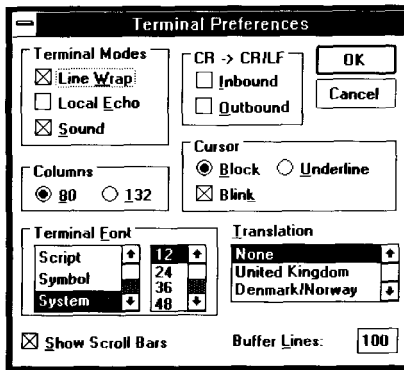 Terminal Preferences
Terminal Modes
Line Wrap
Local Echo
Sound
CR -> CR/LF
Inbound
Outbound
OK
Cancel
Columns
80 132
Cursor
Block Underline
Blink
Terminal Font
Script
Symbol
System
12
24
36
48
Translation
None
United Kingdom
Denmark/Norway
Show Scroll Bars
Buffer Lines: 100